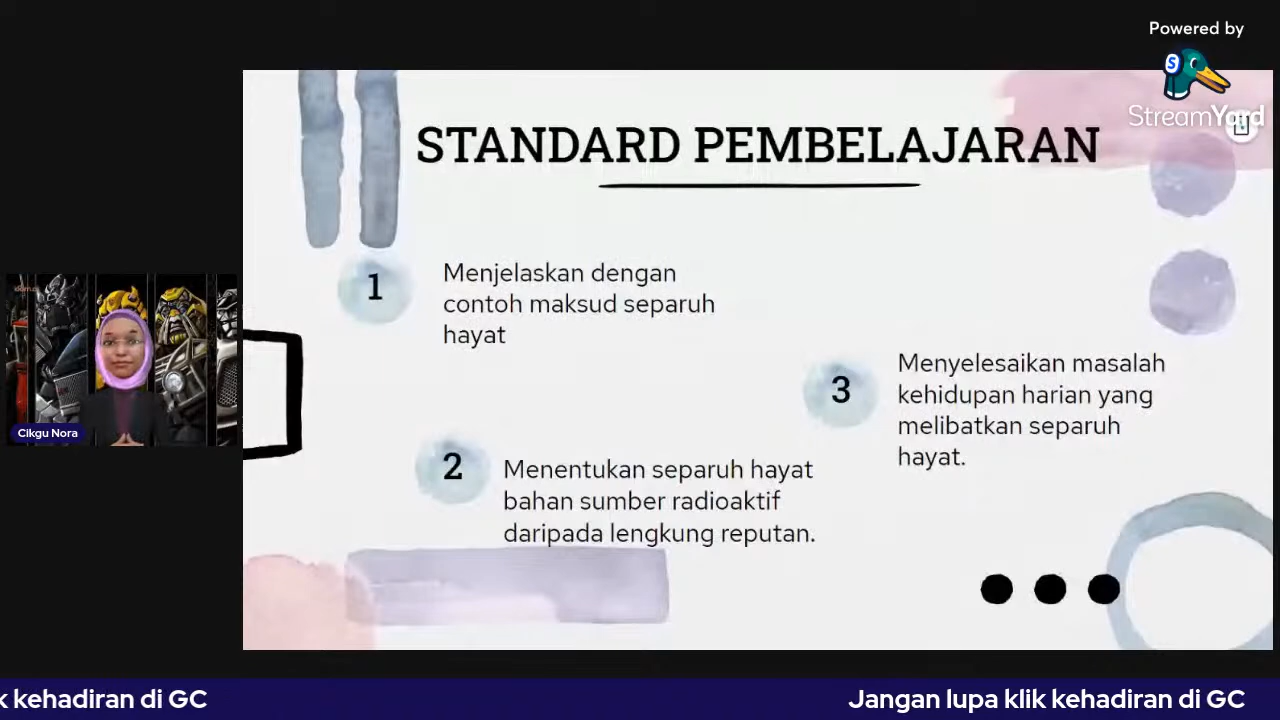 Powered by
StreamYard
STANDARD PEMBELAJARAN
1
Menjelaskan dengan
contoh maksud separuh
hayat
2
Menentukan separuh hayat
bahan sumber radioaktif
daripada lengkung reputan.
3
Menyelesaikan masalah
kehidupan harian yang
melibatkan separuh
hayat.
Cikgu Nora
k kehadiran di GC
Jangan lupa klik kehadiran di GC